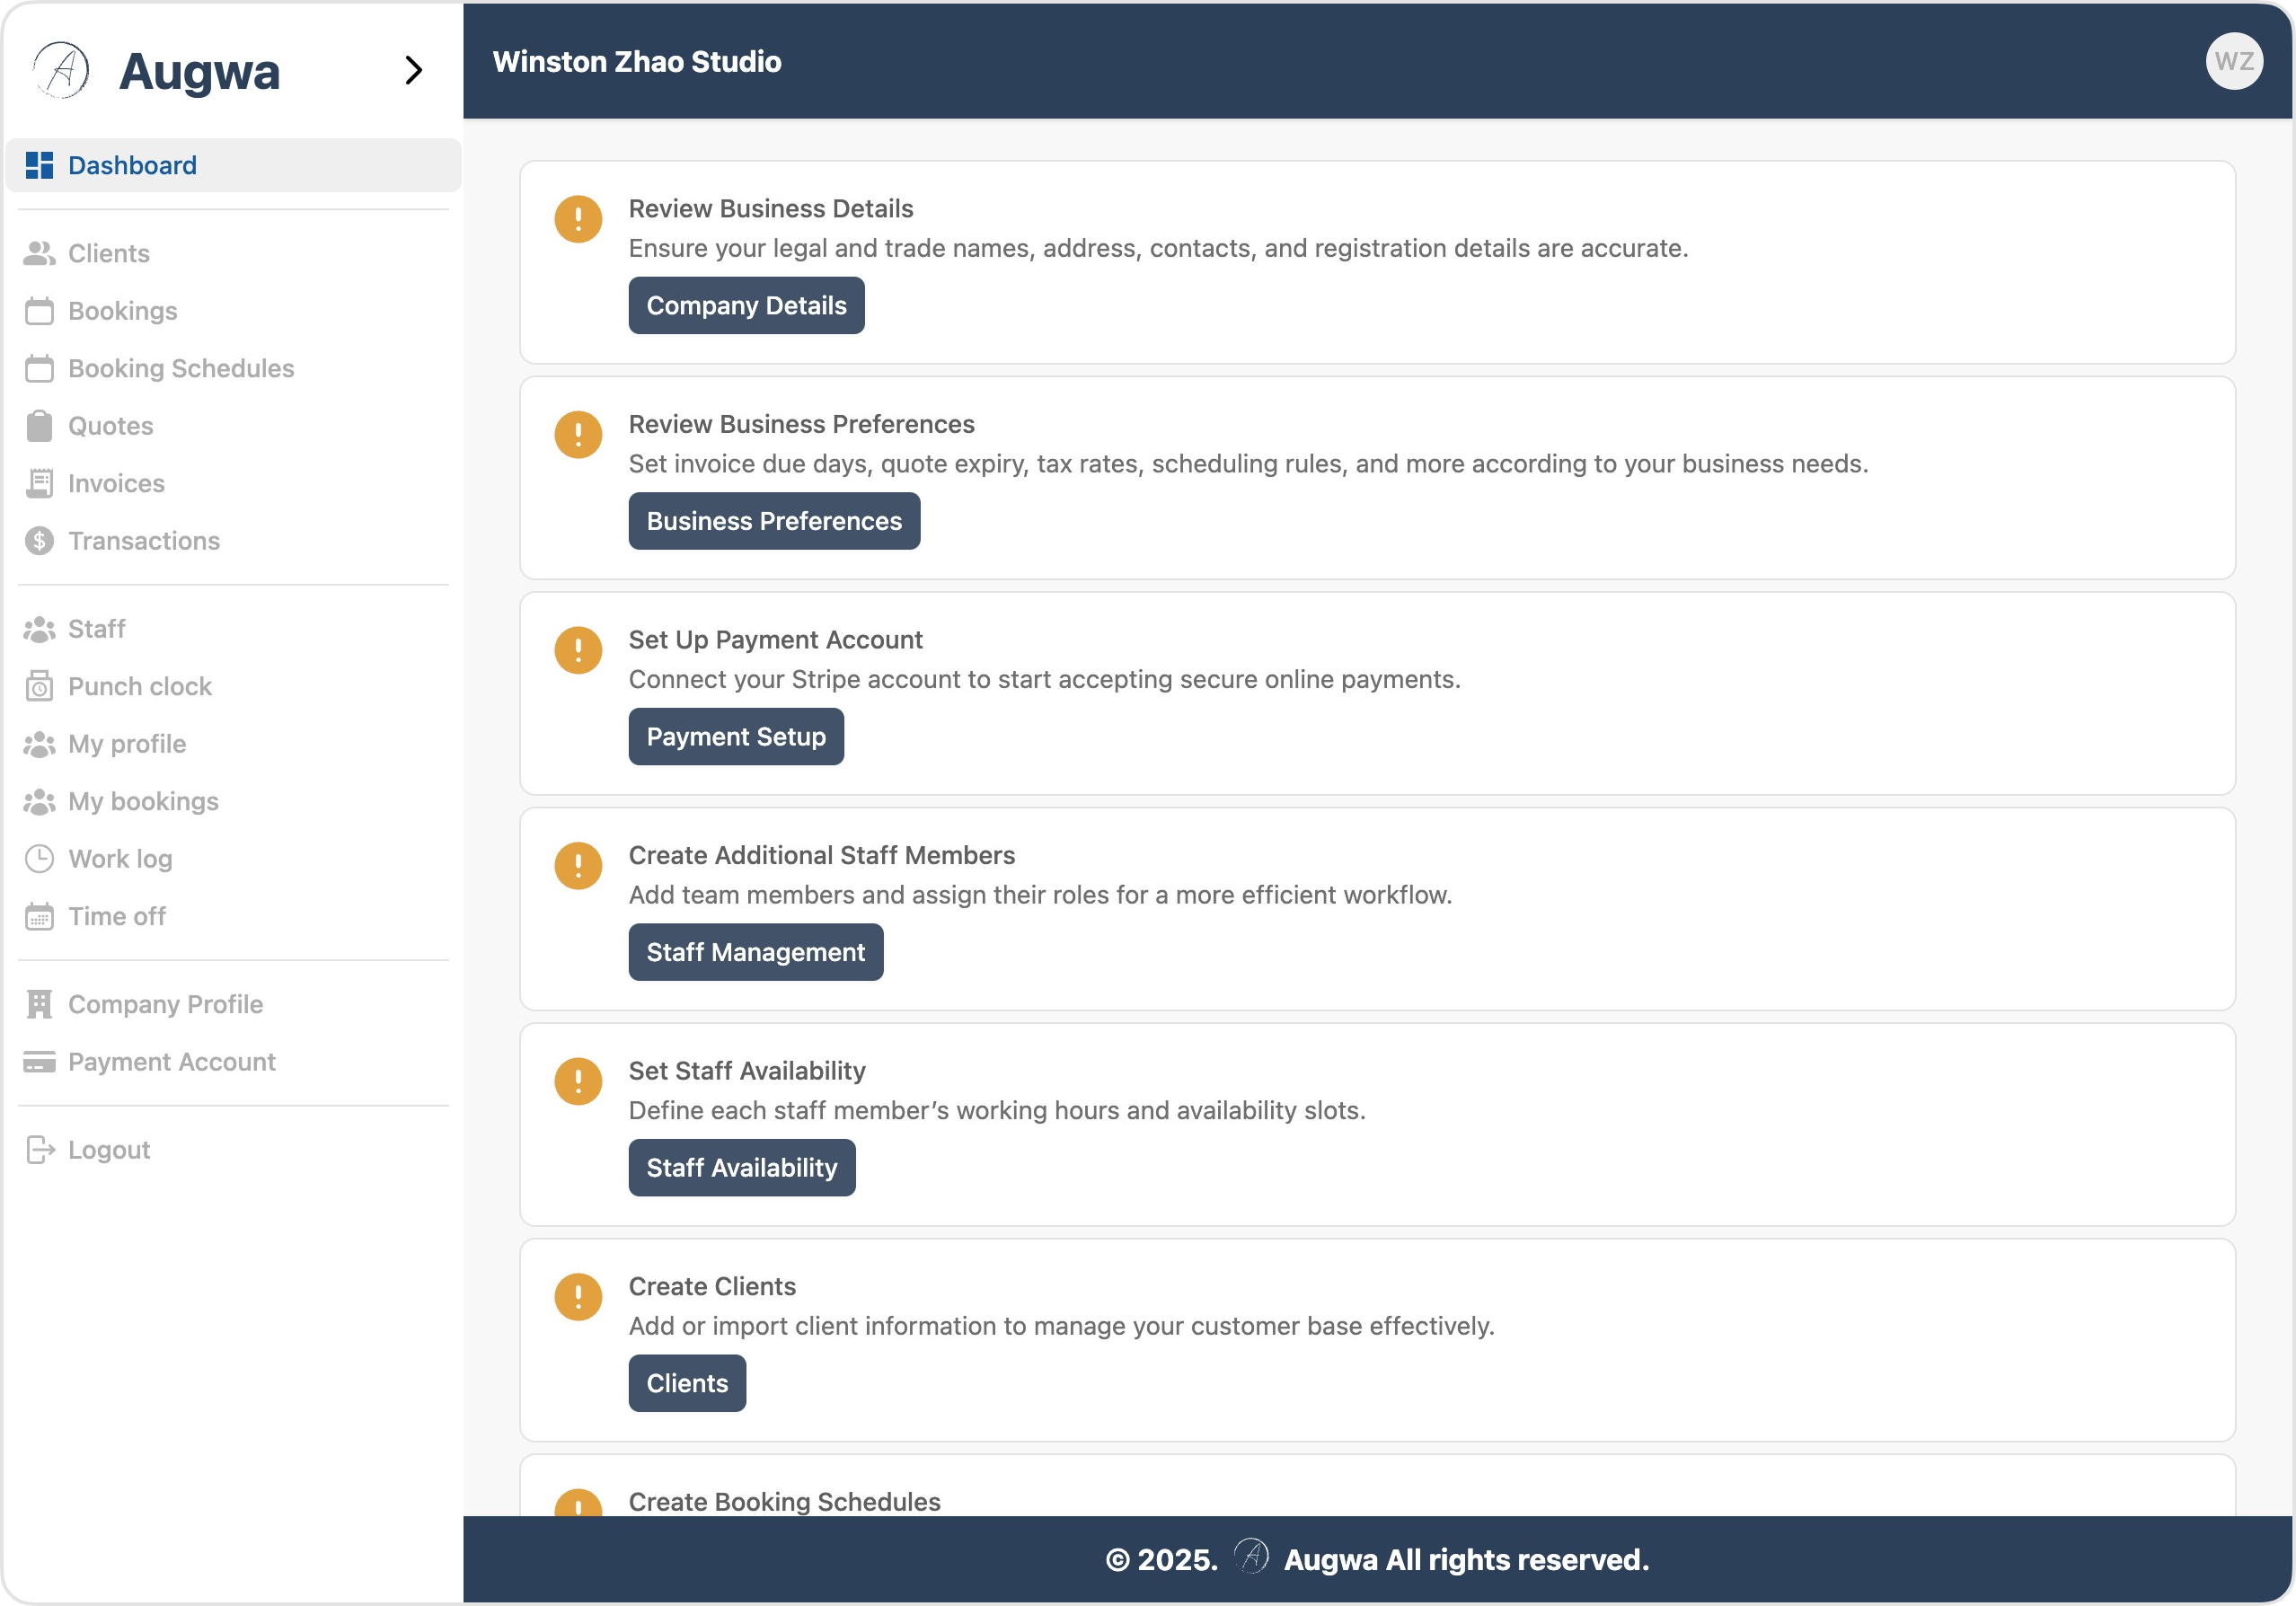 Augwa
Dashboard
Clients
Bookings
Booking Schedules
Quotes
Invoices
Transactions
Staff
Punch clock
My profile
My bookings
Work log
Time off
Company Profile
Payment Account
Logout
Winston Zhao Studio
WZ
Review Business Details
Ensure your legal and trade names, address, contacts, and registration details are accurate.
Company Details
Review Business Preferences
Set invoice due days, quote expiry, tax rates, scheduling rules, and more according to your business needs.
Business Preferences
Set Up Payment Account
Connect your Stripe account to start accepting secure online payments.
Payment Setup
Create Additional Staff Members
Add team members and assign their roles for a more efficient workflow.
Staff Management
Set Staff Availability
Define each staff member’s working hours and availability slots.
Staff Availability
Create Clients
Add or import client information to manage your customer base effectively.
Clients
Create Booking Schedules
© 2025. Augwa All rights reserved.